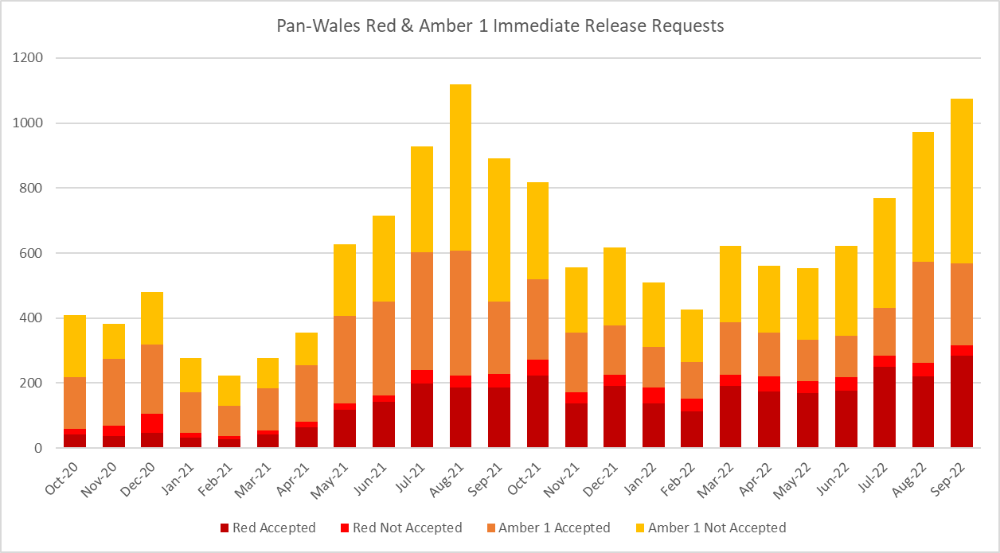 Pan-Wales Red & Amber 1 Immediate Release Requests
1200
1000
800
600
400
200
0
Oct-20 Nov-20 Dec-20 Jan-21 Feb-21 Mar-21 Apr-21 May-21 Jun-21 Jul-21 Aug-21 Sep-21 Oct-21 Nov-21 Dec-21 Jan-22 Feb-22 Mar-22 Apr-22 May-22 Jun-22 Jul-22 Aug-22 Sep-22
Red Accepted Red Not Accepted Amber 1 Accepted Amber 1 Not Accepted